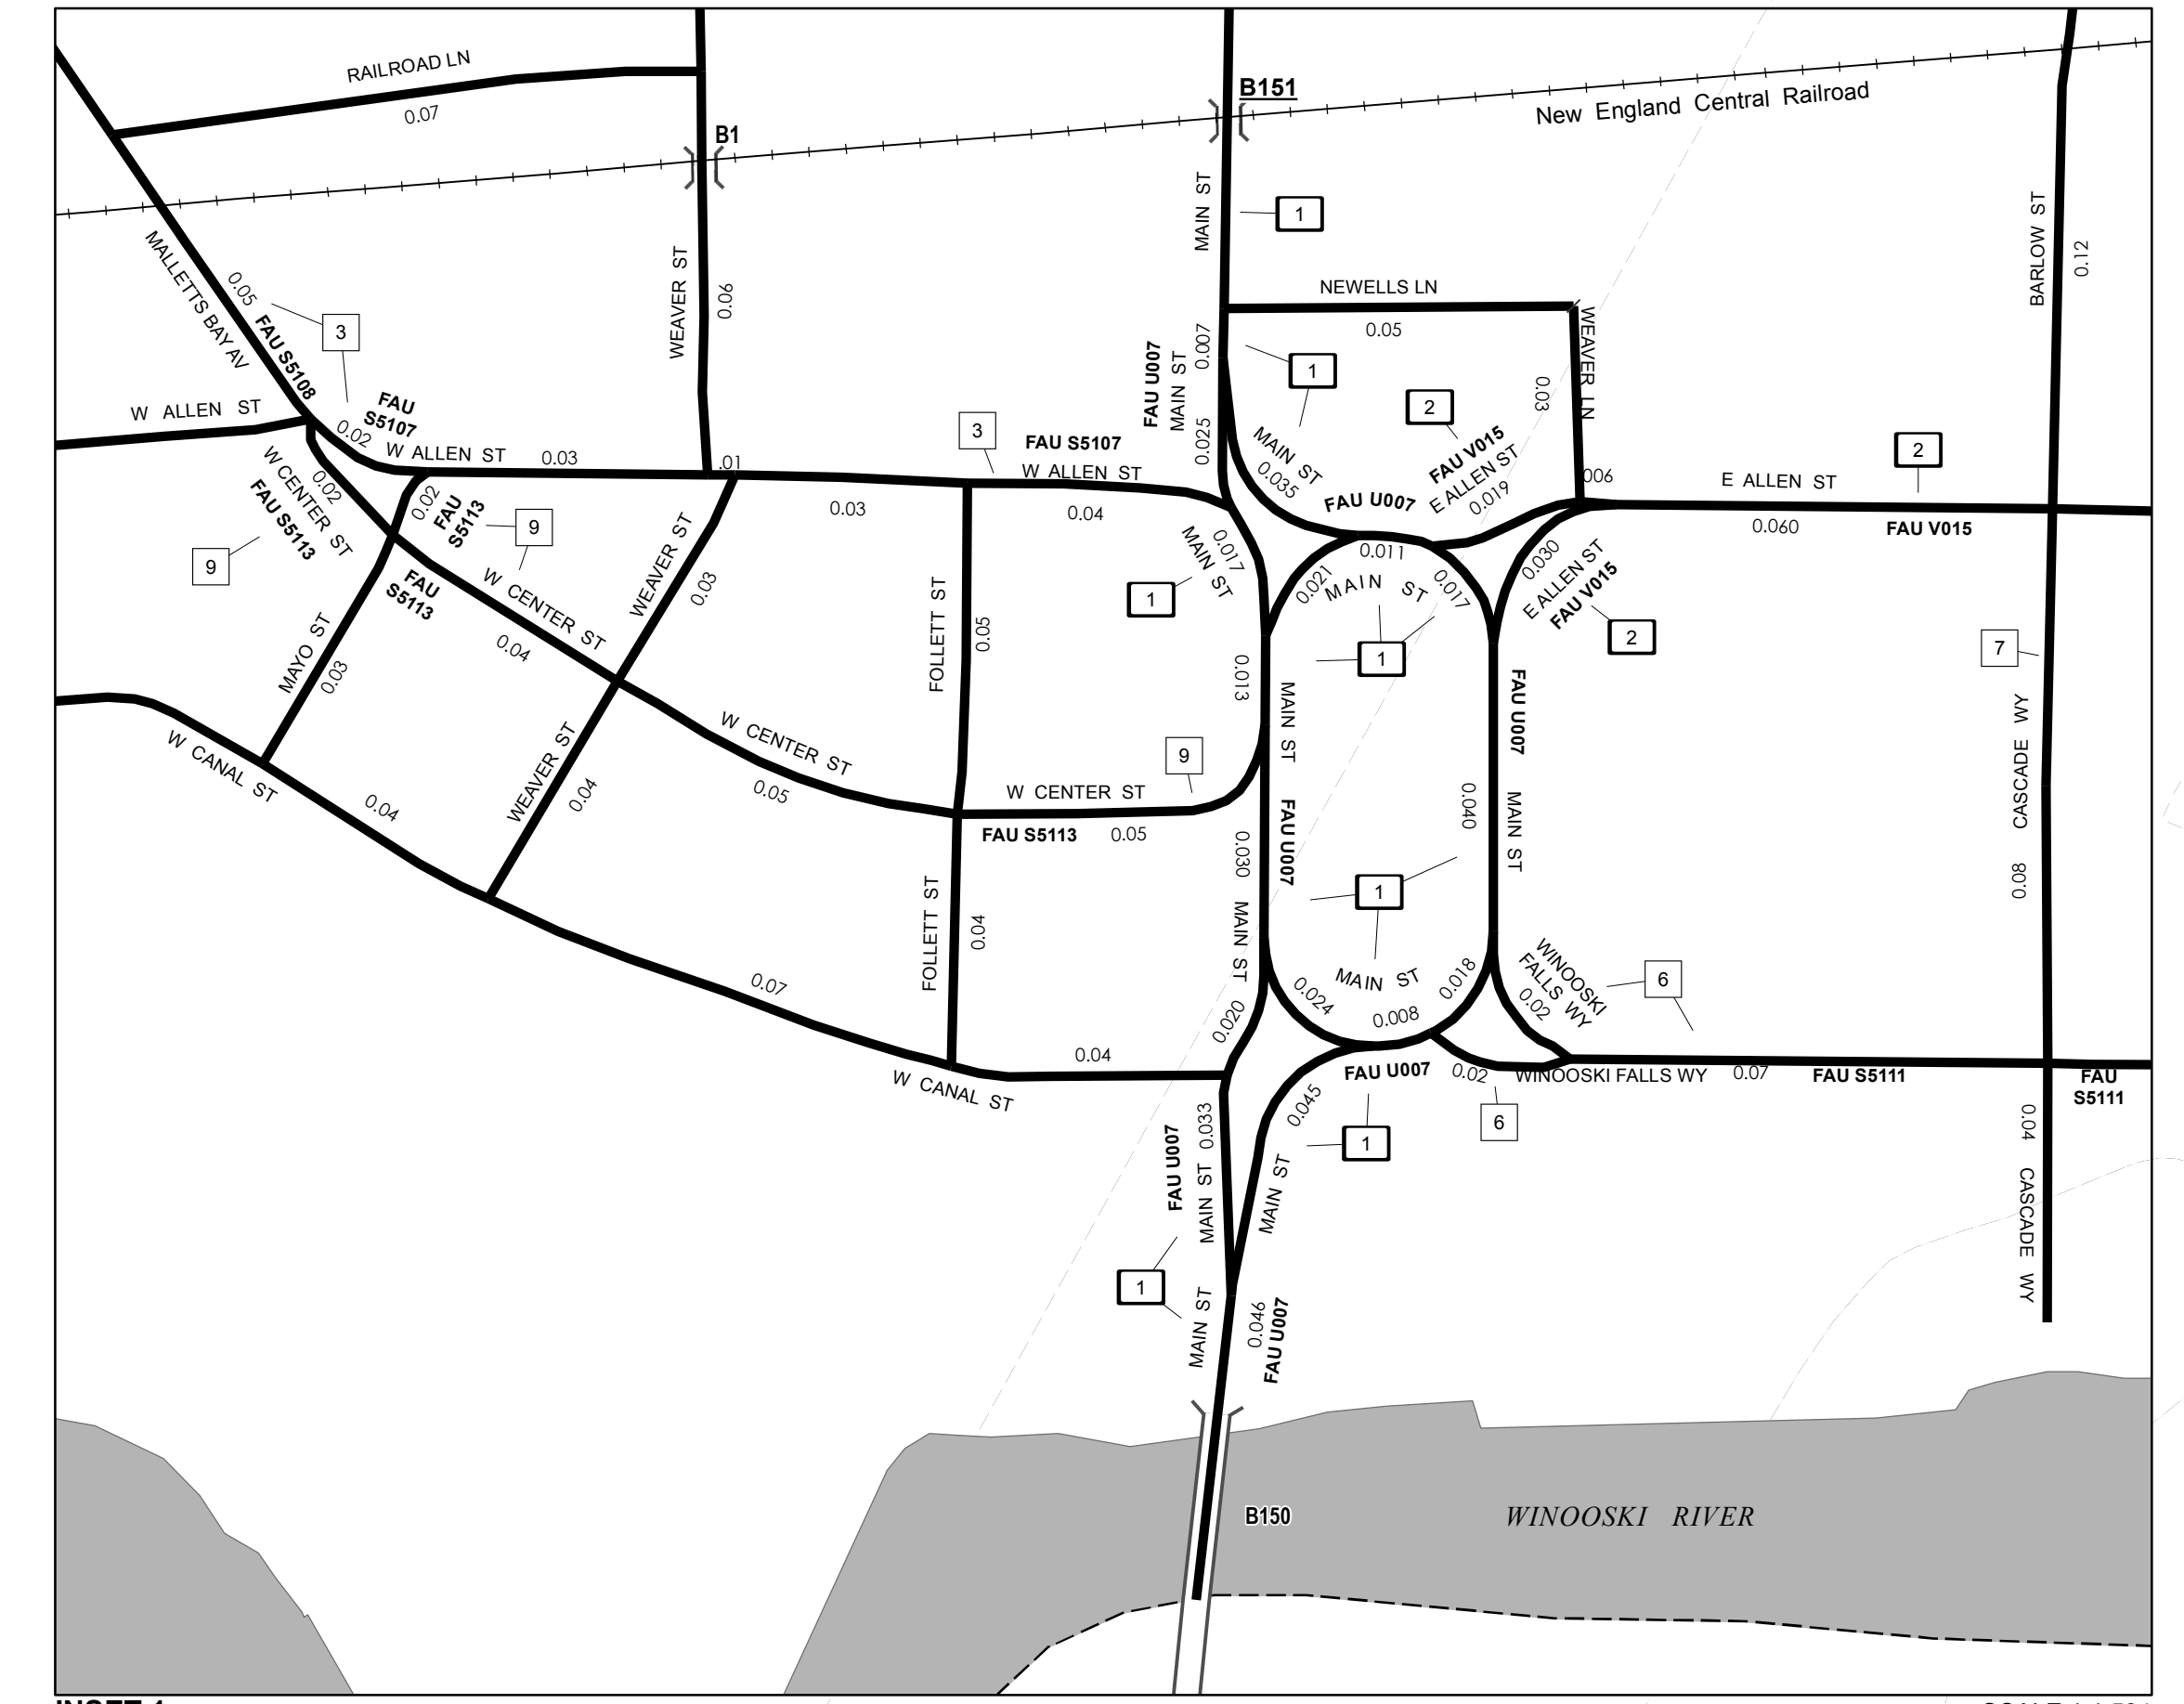 RAILROAD LN
0.07
B1
B151
New England Central Railroad
MAIN ST
1
BARLOW ST
0.12
MALLETTS BAY AV
0.05
FAU S5108
3
WEAVER ST
0.06
NEWELLS LN
0.05
WEAVER LN
0.03
FAU U007
MAIN ST
0.007
0.025
1
2
W ALLEN ST
0.02
FAU
S5107
W ALLEN ST
0.03
.01
3
FAU S5107
W ALLEN ST
0.03
0.04
MAIN ST
0.035
FAU U007
FAU V015
E ALLEN ST
0.019
006
E ALLEN ST
2
0.060
FAU V015
W CENTER ST
0.02
FAU S5113
9
0.02
FAU
S5113
9
FAU
S5113
W CENTER ST
0.04
WEAVER ST
0.03
MAYO ST
0.03
FOLLETT ST
0.05
MAIN ST
0.017
1
0.021
0.011
MAIN ST
0.017
1
0.030
E ALLEN ST
FAU V015
2
7
CASCADE WY
0.08
W CANAL ST
0.04
WEAVER ST
0.04
W CENTER ST
0.05
9
W CENTER ST
FAU S5113
0.05
0.013
MAIN ST
FAU U007
0.030
MAIN ST
FAU U007
MAIN ST
0.040
1
FOLLETT ST
0.04
0.07
0.04
W CANAL ST
0.020
0.024
MAIN ST
0.008
0.018
WINOOSKI
FALLS WY
0.02
6
FAU U007
0.02
WINOOSKI FALLS WY
0.07
FAU S5111
FAU
S5111
6
0.045
1
FAU U007
MAIN ST
0.033
MAIN ST
0.04
CASCADE WY
1
MAIN ST
0.046
FAU U007
B150
WINOOSKI RIVER